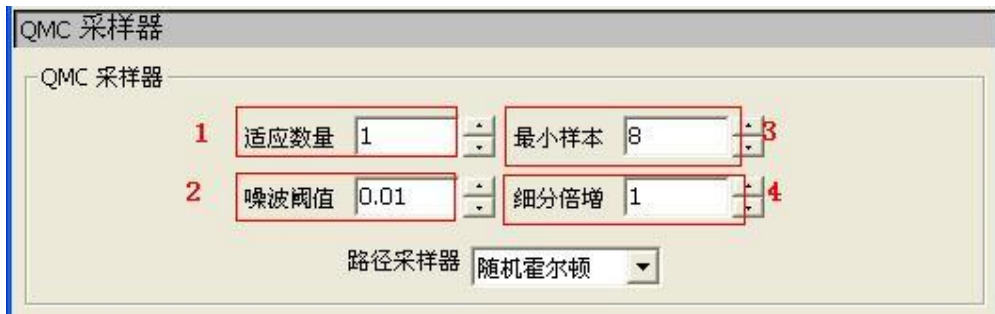 QMC 采样器
QMC 采样器
1 适应数量 1 最小样本 8 3
2 噪波阈值 0.01 细分倍增 1 4
路径采样器 随机霍尔顿